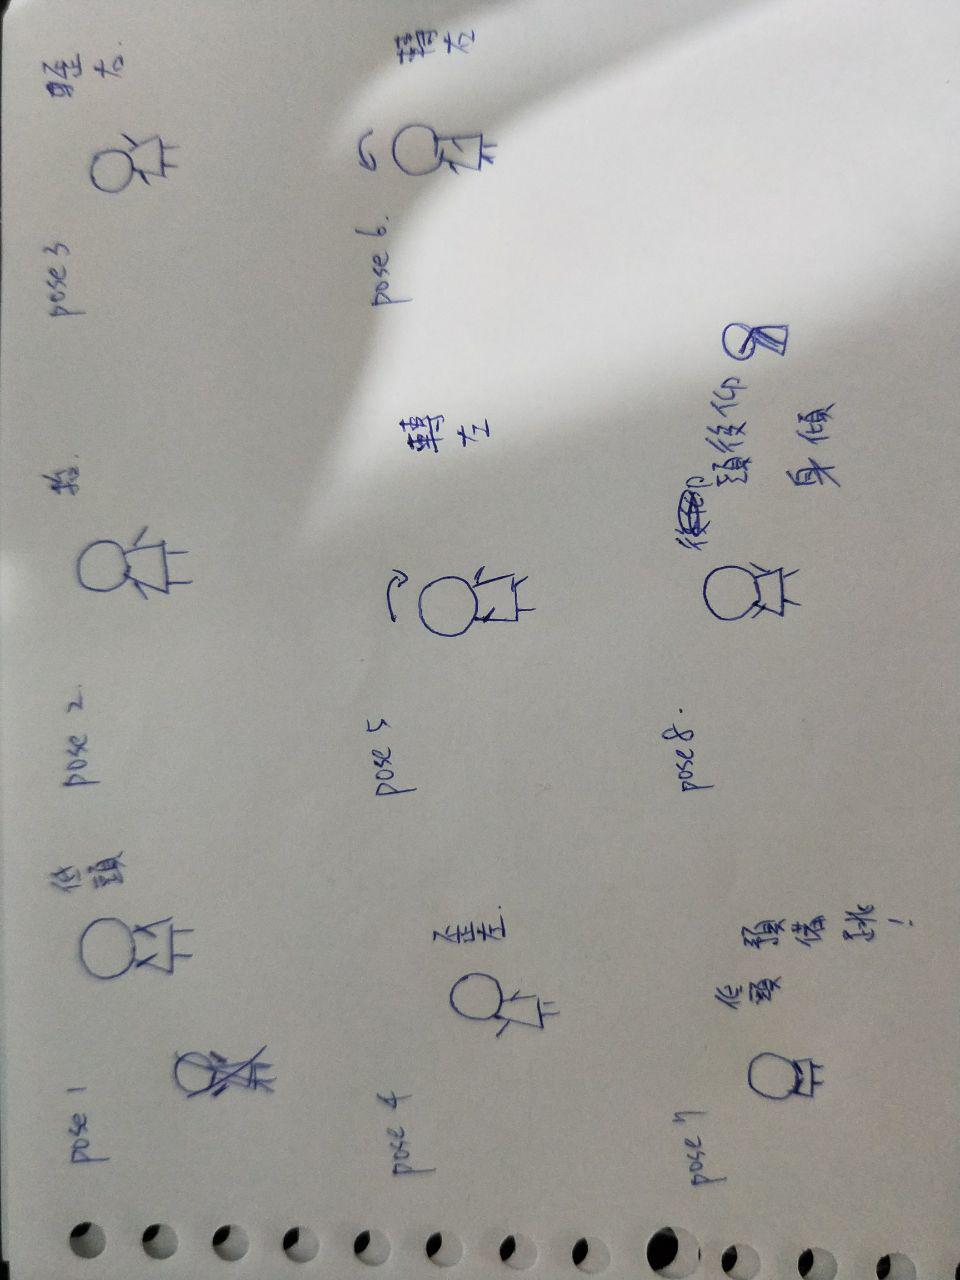 pose 1
低頭
pose 2.
抬.
pose 3
歪右.
pose 4
歪左.
pose 5
轉左
pose 6.
轉左
pose 7
低頭
預備跳!
pose 8.
頭後仰
身傾